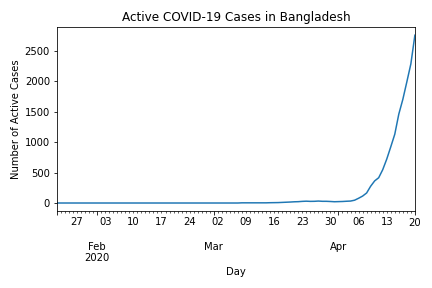 Active COVID-19 Cases in Bangladesh
Number of Active Cases
2500
2000
1500
1000
500
0
27 03 10 17 24 02 09 16 23 30 06 13 20
Feb Mar Apr
2020
Day